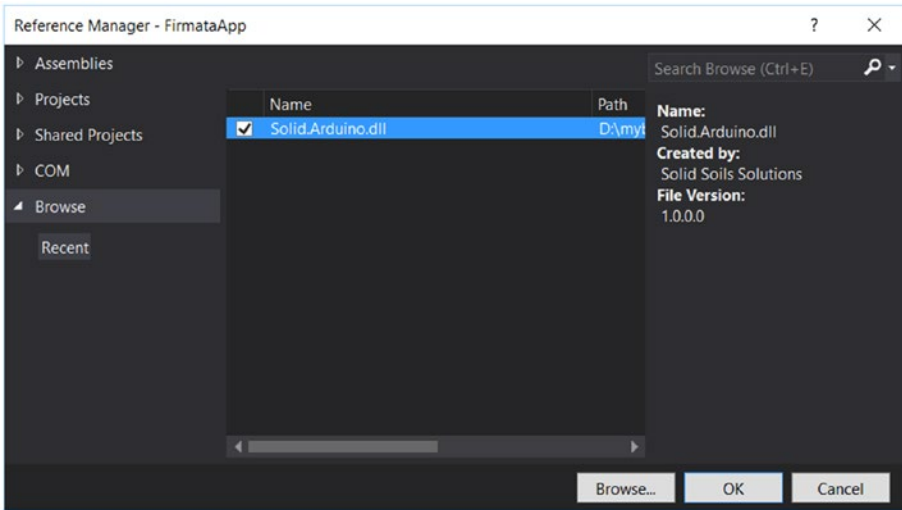 Reference Manager - FirmataApp ?
Assemblies
Projects
Shared Projects
COM
Browse
Recent
Name Path
Solid.Arduino.dll
Search Browse (Ctrl+E)
Name:
Solid.Arduino.dll
Created by:
Solid Soils Solutions
File Version:
1.0.0.0
Browse... OK Cancel